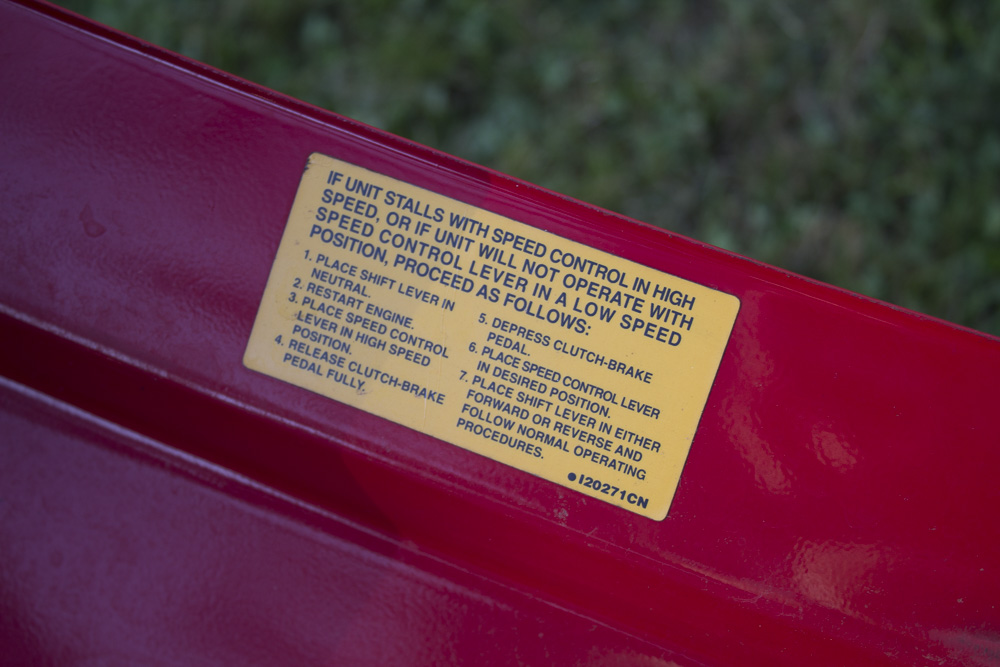 IF UNIT STALLS WITH SPEED CONTROL IN HIGH
SPEED, OR IF UNIT WILL NOT OPERATE WITH
SPEED CONTROL LEVER IN A LOW SPEED
POSITION, PROCEED AS FOLLOWS:
1. PLACE SHIFT LEVER IN
NEUTRAL.
2. RESTART ENGINE.
3. PLACE SPEED CONTROL
LEVER IN HIGH SPEED
POSITION.
4. RELEASE CLUTCH-BRAKE
PEDAL FULLY.
5. DEPRESS CLUTCH-BRAKE
PEDAL.
6. PLACE SPEED CONTROL LEVER
IN DESIRED POSITION.
7. PLACE SHIFT LEVER IN EITHER
FORWARD OR REVERSE AND
FOLLOW NORMAL OPERATING
PROCEDURES.
●120271CN